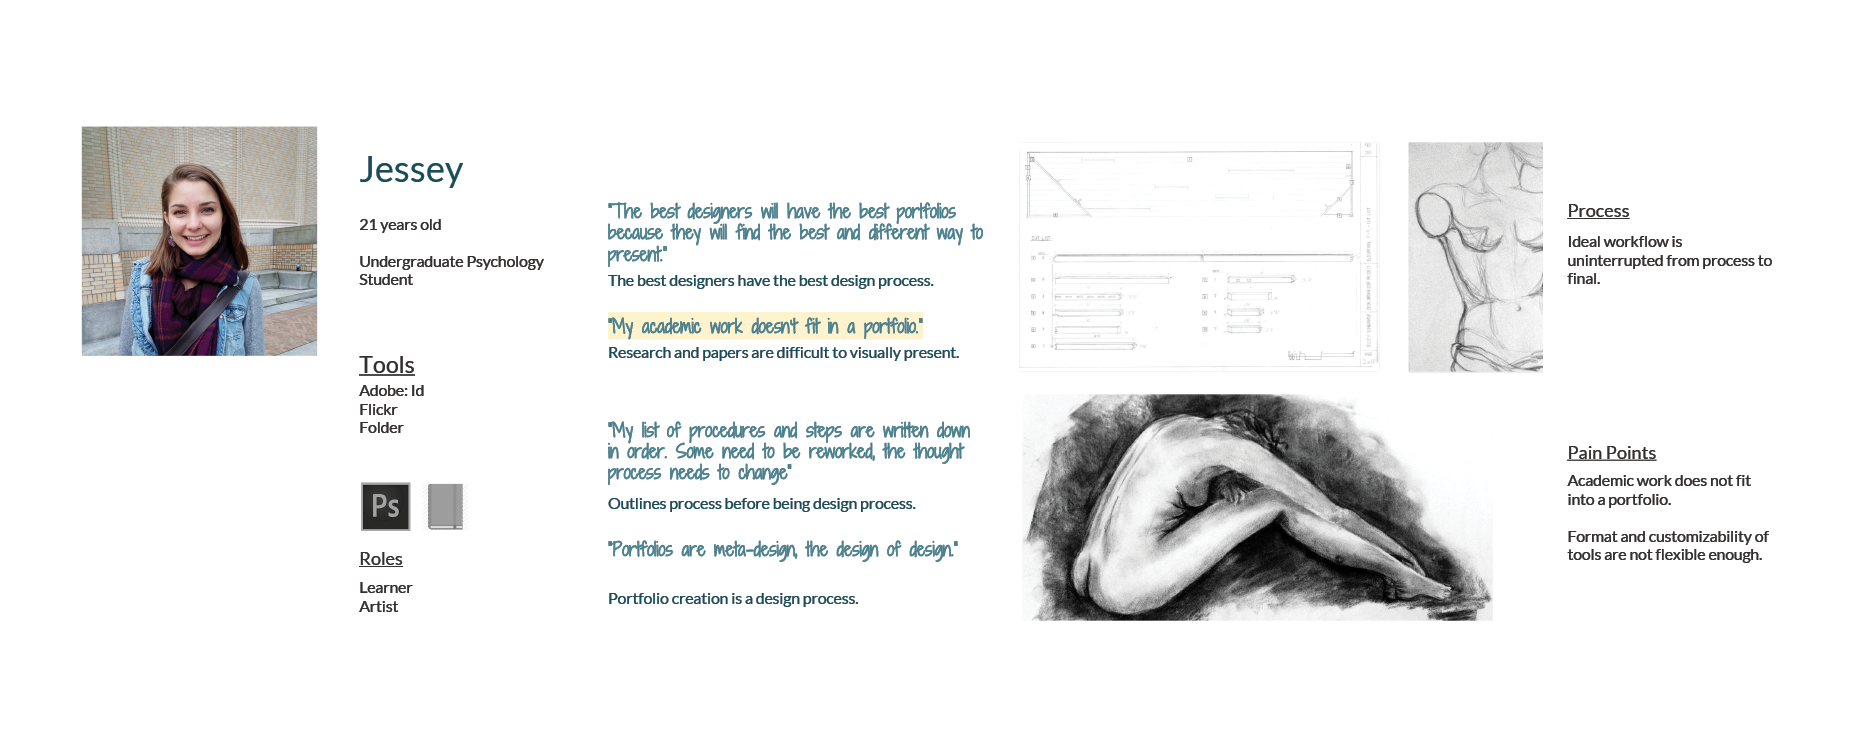 Jessey
21 years old
Undergraduate Psychology
Student
Tools
Adobe: Id
Flickr
Folder
Ps
Roles
Learner
Artist
"The best designers will have the best portfolios
because they will find the best and different way to
present."
The best designers have the best design process.
"My academic work doesn't fit in a portfolio."
Research and papers are difficult to visually present.
"My list of procedures and steps are written down
in order. Some need to be reworked, the thought
process needs to change"
Outlines process before being design process.
"Portfolios are meta-design, the design of design."
Portfolio creation is a design process.
Process
Ideal workflow is
uninterrupted from process to
final.
Pain Points
Academic work does not fit
into a portfolio.
Format and customizability of
tools are not flexible enough.